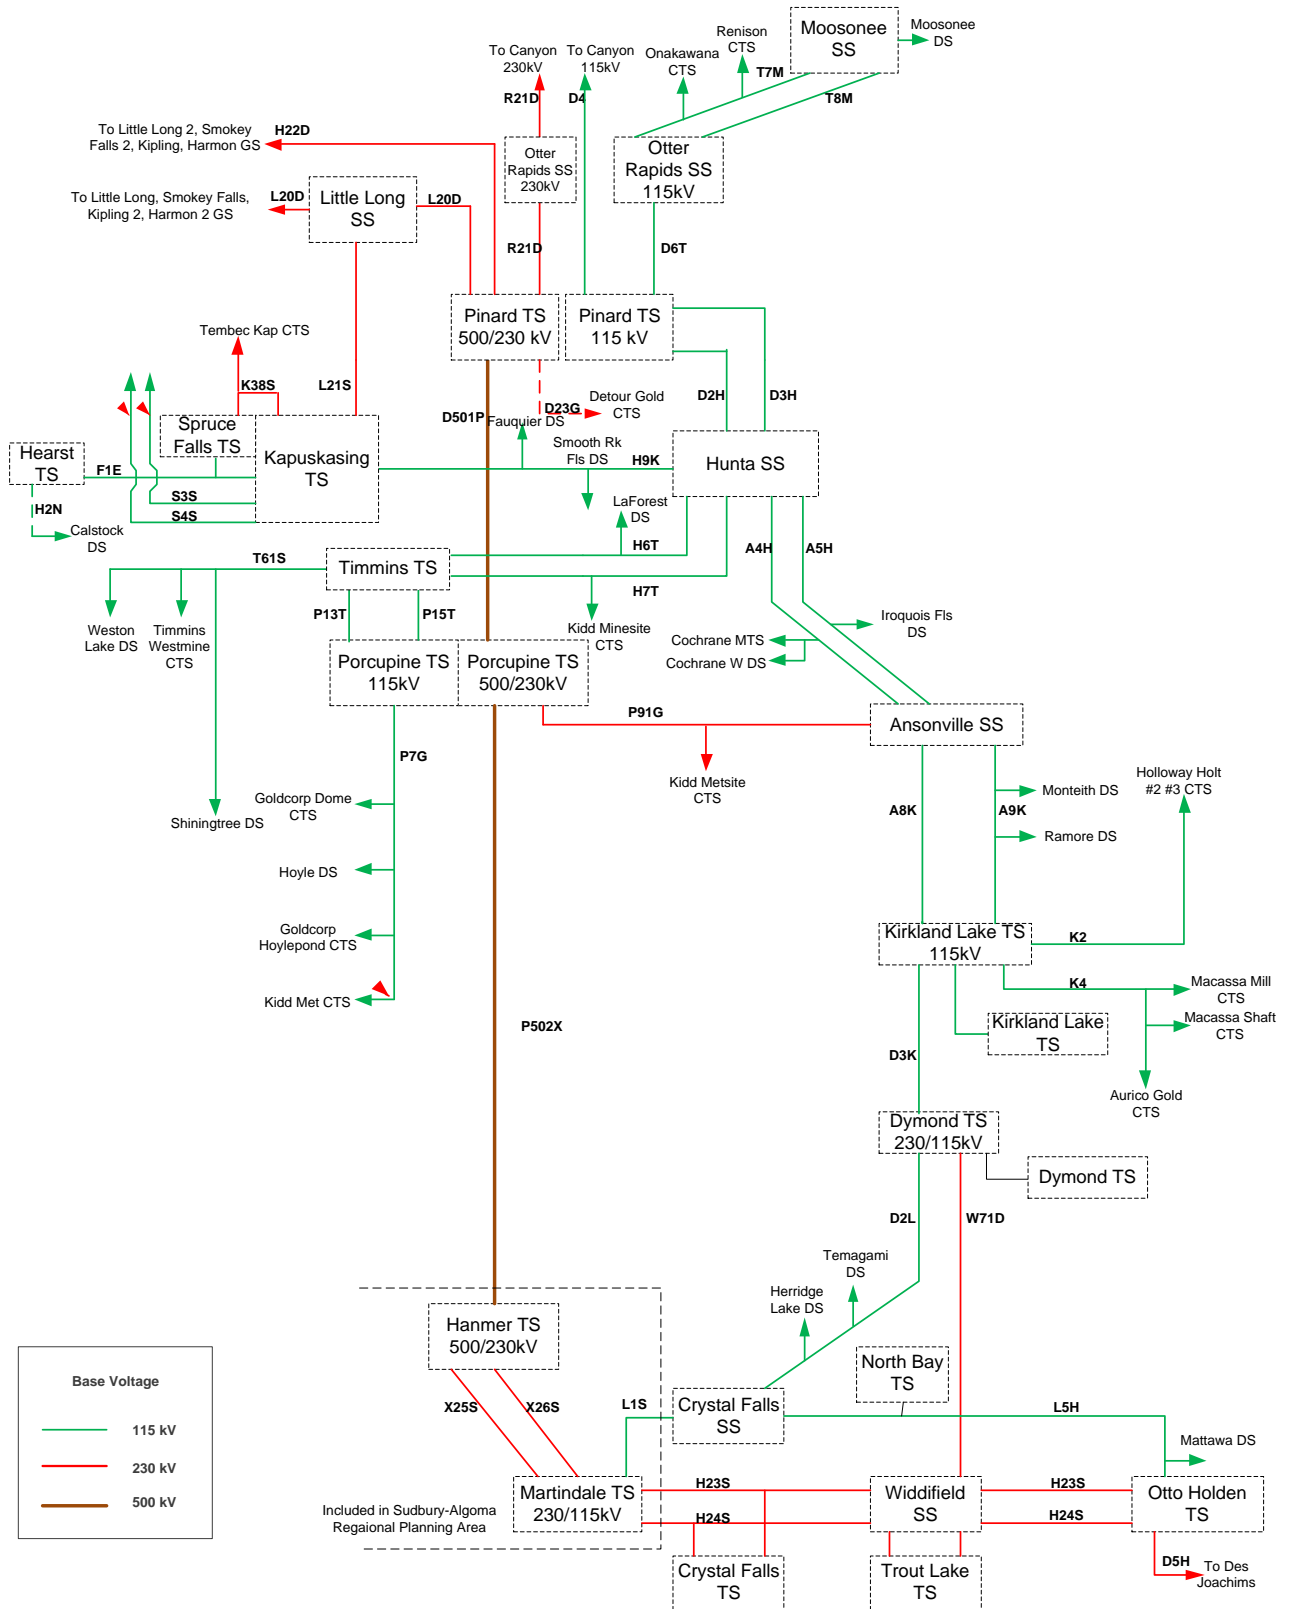 Moosonee
SS
Moosonee
DS
Renison
CTS
Onakawana
CTS
T7M
T8M
To Canyon
230kV
To Canyon
115kV
R21D
D4
To Little Long 2, Smokey
Falls 2, Kipling, Harmon GS
H22D
Otter
Rapids SS
230kV
Otter
Rapids SS
115kV
To Little Long, Smokey Falls,
Kipling 2, Harmon 2 GS
L20D
Little Long
SS
L20D
R21D
D6T
Pinard TS
500/230 kV
Pinard TS
115 kV
Tembec Kap CTS
K38S
L21S
D501P
D23G
Detour Gold
CTS
D2H
D3H
Fauquier DS
Smooth Rk
Fls DS
H9K
Hunta SS
Spruce
Falls TS
Kapuskasing
TS
Hearst
TS
F1E
S3S
S4S
H2N
Calstock
DS
LaForest
DS
H6T
A4H
A5H
T61S
Timmins TS
H7T
Weston
Lake DS
Timmins
Westmine
CTS
P13T
P15T
Kidd Minesite
CTS
Iroquois Fls
DS
Cochrane MTS
Cochrane W DS
Porcupine TS
115kV
Porcupine TS
500/230kV
P91G
Ansonville SS
P7G
Kidd Metsite
CTS
Goldcorp Dome
CTS
Shiningtree DS
Hoyle DS
Goldcorp
Hoylepond CTS
Kidd Met CTS
A8K
A9K
Monteith DS
Ramore DS
Holloway Holt
#2 #3 CTS
Kirkland Lake TS
115kV
K2
K4
Macassa Mill
CTS
Macassa Shaft
CTS
Kirkland Lake
TS
Aurico Gold
CTS
P502X
D3K
Dymond TS
230/115kV
Dymond TS
D2L
W71D
Temagami
DS
Herridge
Lake DS
Hanmer TS
500/230kV
North Bay
TS
X25S
X26S
L1S
Crystal Falls
SS
L5H
Mattawa DS
Base Voltage
115 kV
230 kV
500 kV
Included in Sudbury-Algoma
Regaional Planning Area
Martindale TS
230/115kV
H23S
H24S
Widdifield
SS
H23S
H24S
Otto Holden
TS
Crystal Falls
TS
Trout Lake
TS
D5H
To Des
Joachims